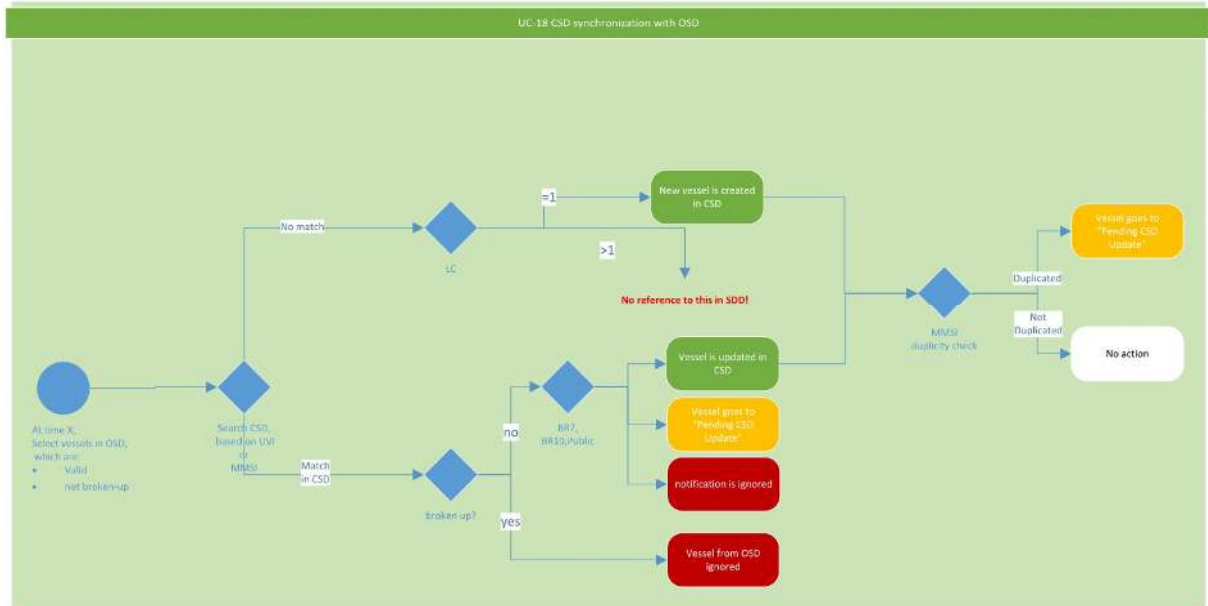 UC-18 CSD synchronization with OSD
New vessel is created
in CSD
=1
No match
LC
>1
No reference to this in SDD!
Vessel goes to
"Pending CSD
Update"
Duplicated
Not
Duplicated
MMSI
duplicity check
No action
Vessel is updated in
CSD
At time X,
Select vessels in OSD,
which are:
• Valid
• not broken-up
Search CSD,
based on UVI
or
MMSI
no
BR7,
BR10,Public
Vessel goes to
"Pending CSD
Update"
Match
in CSD
notification is ignored
broken up?
yes
Vessel from OSD
ignored